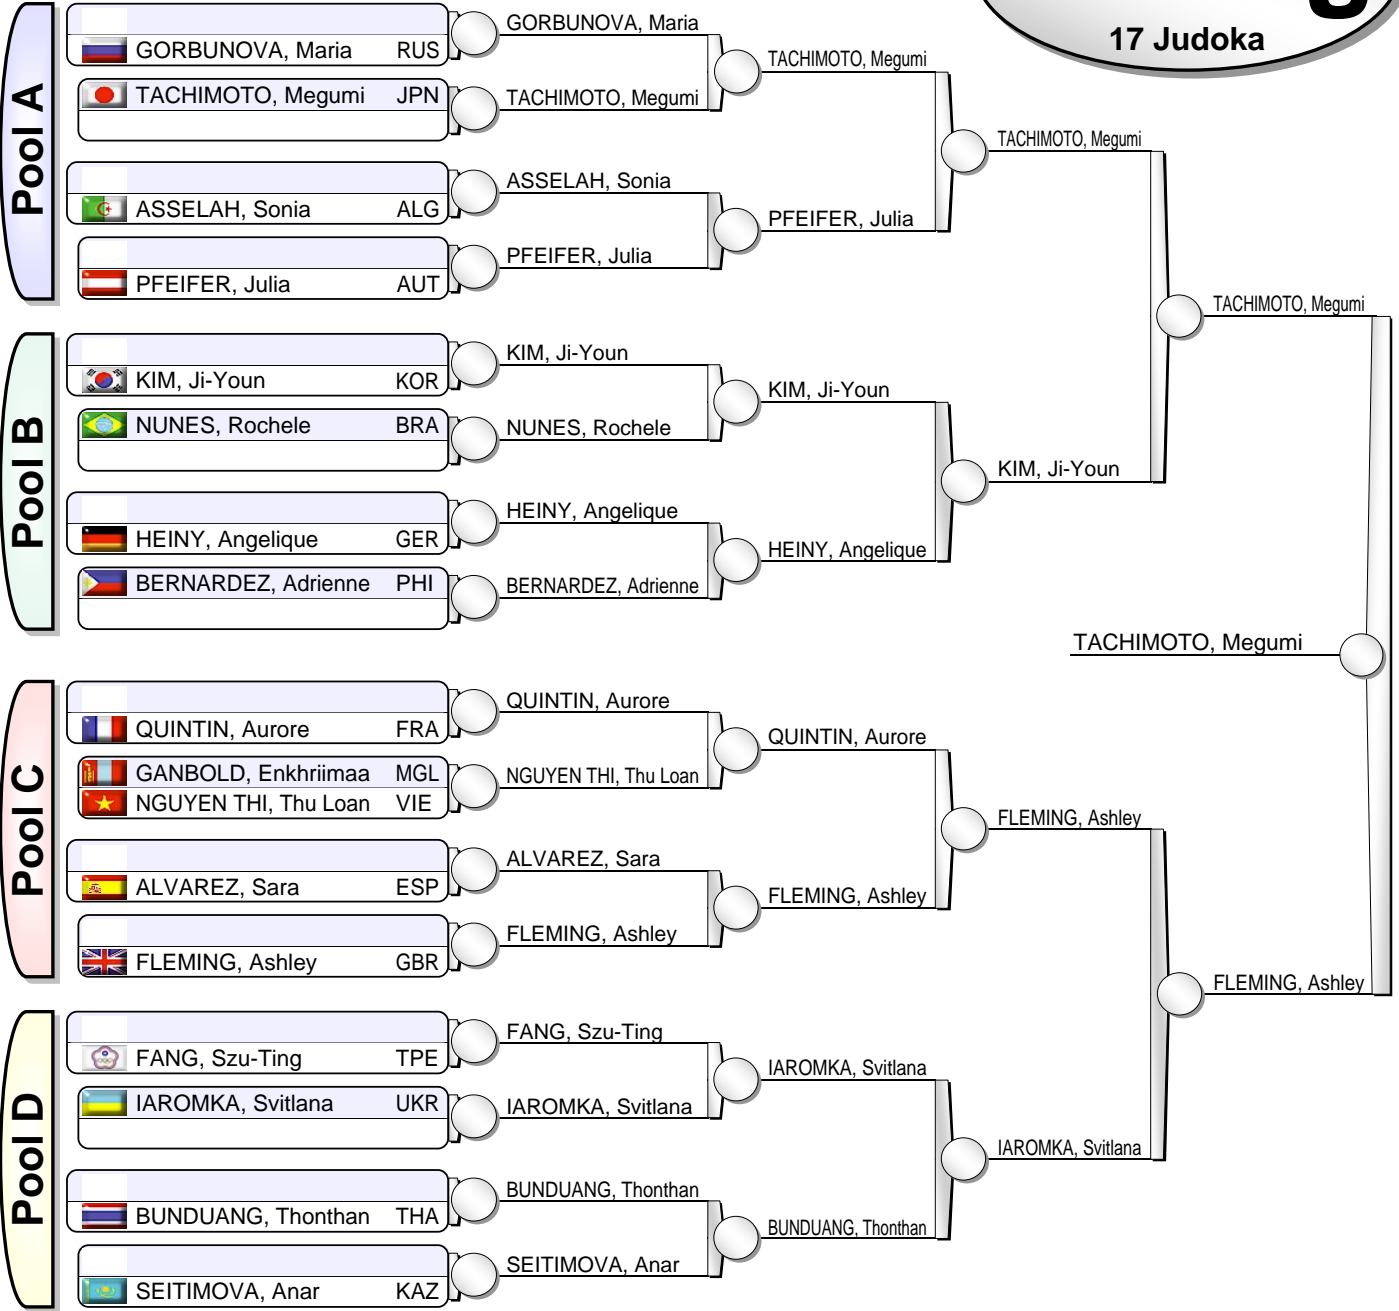 17 Judoka
Pool A
GORBUNOVA, Maria RUS
TACHIMOTO, Megumi JPN
ASSELAH, Sonia ALG
PFEIFER, Julia AUT
GORBUNOVA, Maria
TACHIMOTO, Megumi
ASSELAH, Sonia
PFEIFER, Julia
TACHIMOTO, Megumi
PFEIFER, Julia
TACHIMOTO, Megumi
Pool B
KIM, Ji-Youn KOR
NUNES, Rochele BRA
HEINY, Angelique GER
BERNARDEZ, Adrienne PHI
KIM, Ji-Youn
NUNES, Rochele
HEINY, Angelique
BERNARDEZ, Adrienne
KIM, Ji-Youn
HEINY, Angelique
KIM, Ji-Youn
TACHIMOTO, Megumi
TACHIMOTO, Megumi
Pool C
QUINTIN, Aurore FRA
GANBOLD, Enkhriimaa MGL
NGUYEN THI, Thu Loan VIE
ALVAREZ, Sara ESP
FLEMING, Ashley GBR
QUINTIN, Aurore
NGUYEN THI, Thu Loan
ALVAREZ, Sara
FLEMING, Ashley
QUINTIN, Aurore
FLEMING, Ashley
FLEMING, Ashley
Pool D
FANG, Szu-Ting TPE
IAROMKA, Svitlana UKR
BUNDUANG, Thonthan THA
SEITIMOVA, Anar KAZ
FANG, Szu-Ting
IAROMKA, Svitlana
BUNDUANG, Thonthan
SEITIMOVA, Anar
IAROMKA, Svitlana
BUNDUANG, Thonthan
IAROMKA, Svitlana
FLEMING, Ashley